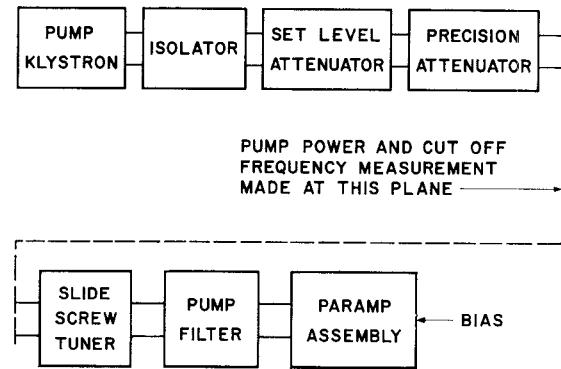 PUMP
KLYSTRON
ISOLATOR
SET LEVEL
ATTENUATOR
PRECISION
ATTENUATOR
PUMP POWER AND CUT OFF
FREQUENCY MEASUREMENT
MADE AT THIS PLANE
SLIDE
SCREW
TUNER
PUMP
FILTER
PARAMP
ASSEMBLY
BIAS